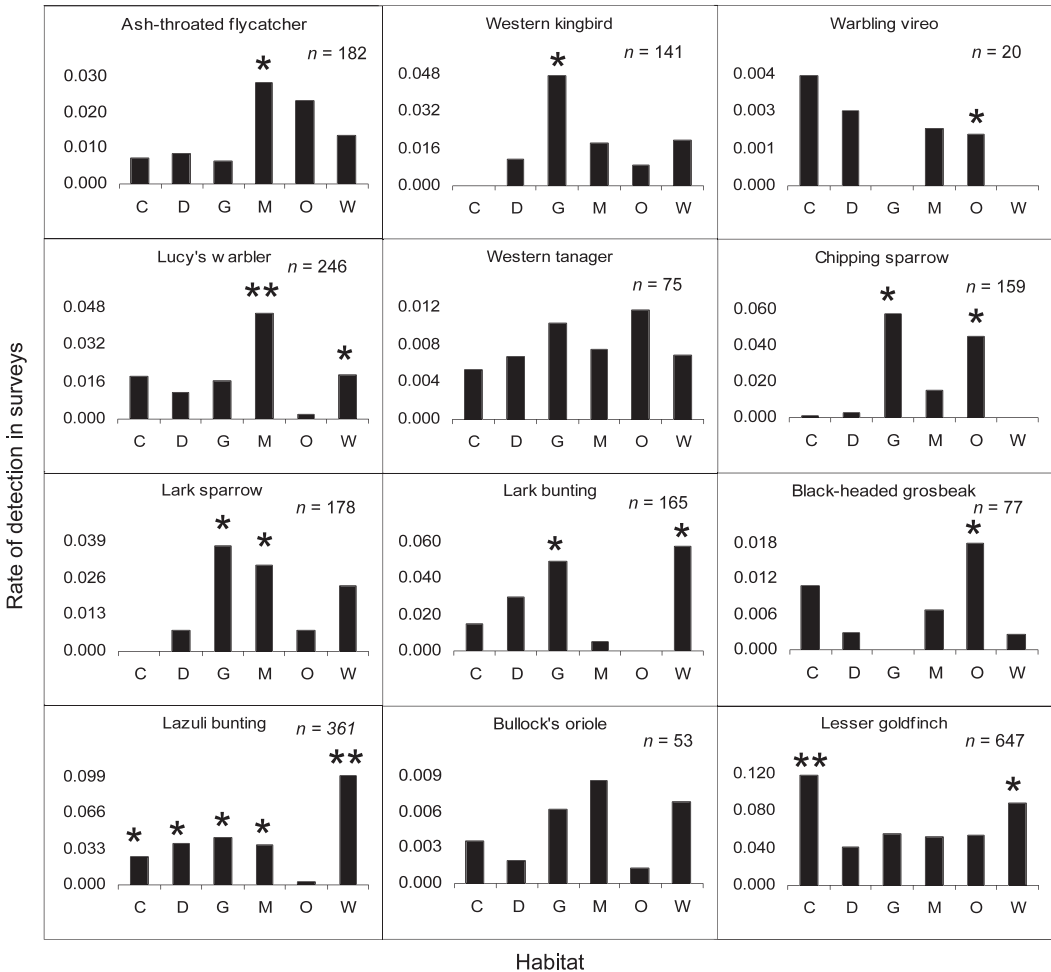 Rate of detection in surveys
Ash-throated flycatcher
n = 182
*
0.030
0.020
0.010
0.000
C D G M O W
Western kingbird
n = 141
*
0.048
0.032
0.016
0.000
C D G M O W
Warbling vireo
n = 20
0.004
0.003
*
0.001
0.000
C D G M O W
Lucy's warbler
n = 246
**
0.048
0.032
*
0.016
0.000
C D G M O W
Western tanager
n = 75
0.012
0.008
0.004
0.000
C D G M O W
Chipping sparrow
n = 159
*
0.060
*
0.040
0.020
0.000
C D G M O W
Lark sparrow
n = 178
* *
0.039
0.026
0.013
0.000
C D G M O W
Lark bunting
n = 165
* *
0.060
0.040
0.020
0.000
C D G M O W
Black-headed grosbeak
n = 77
*
0.018
0.012
0.006
0.000
C D G M O W
Lazuli bunting
n = 361
**
0.099
0.066
* * * *
0.033
0.000
C D G M O W
Bullock's oriole
n = 53
0.009
0.006
0.003
0.000
C D G M O W
Lesser goldfinch
n = 647
** *
0.120
0.080
0.040
0.000
C D G M O W
Habitat